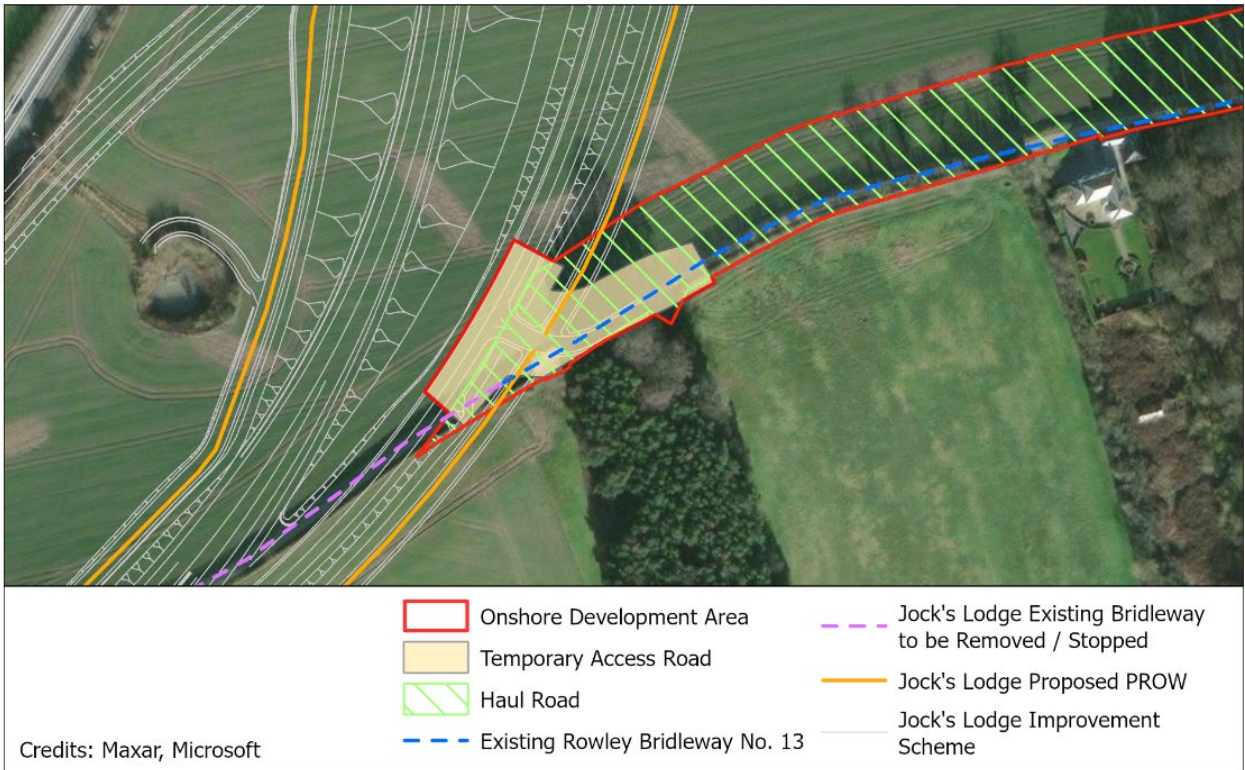 Onshore Development Area
Temporary Access Road
Haul Road
Existing Rowley Bridleway No. 13
Jock's Lodge Existing Bridleway
to be Removed / Stopped
Jock's Lodge Proposed PROW
Jock's Lodge Improvement
Scheme
Credits: Maxar, Microsoft